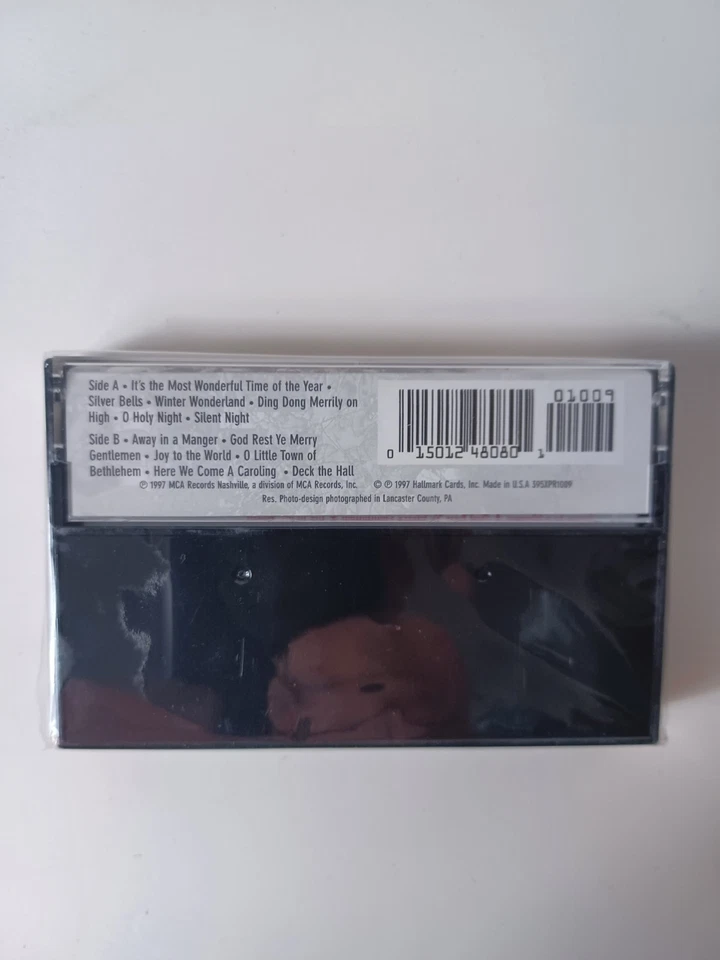 Side A • It's the Most Wonderful Time of the Year •
Silver Bells • Winter Wonderland • Ding Dong Merrily on
High • O Holy Night • Silent Night
Side B • Away in a Manger • God Rest Ye Merry
Gentlemen • Joy to the World • O Little Town of
Bethlehem • Here We Come A Caroling • Deck the Hall
℗ 1997 MCA Records Nashville, a division of MCA Records, Inc. © ℗ 1997 Hallmark Cards, Inc. Made in U.S.A 595XPR1009
Res. Photo-design photographed in Lancaster County, PA
01009
0 15012 48080 1